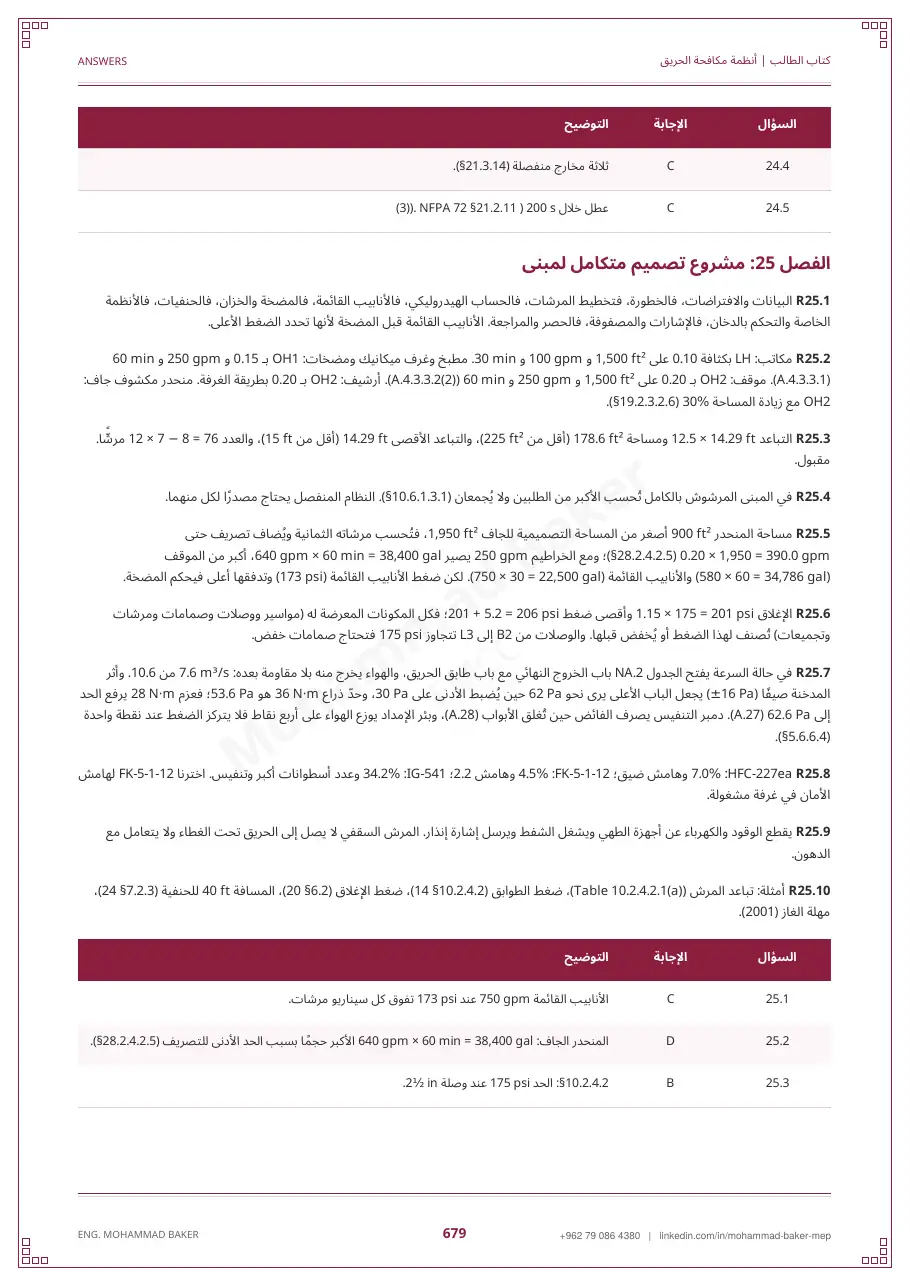 كتاب الطالب | أنظمة مكافحة الحريق
ANSWERS
السؤال الإجابة التوضيح
24.4 C ثلاثة مخارج منفصلة (§21.3.14).
24.5 C عطل خلال 200 s ( NFPA 72 §21.2.11 .((3)
الفصل 25: مشروع تصميم متكامل لمبنى
R25.1 البيانات والافتراضات، فالخطورة، فتخطيط المرشات، فالحساب الهيدروليكي، فالأنابيب القائمة، فالمضخة والخزان، فالحنفيات، فالأنظمة
الخاصة والتحكم بالدخان، فالإشارات والمصفوفة، فالحصر والمراجعة. الأنابيب القائمة قبل المضخة لأنها تحدد الضغط الأعلى.
R25.2 مكاتب: LH بكثافة 0.10 على 1,500 ft² و 100 gpm و 30 min. مطبخ وغرف ميكانيك ومضخات: OH1 بـ 0.15 و 250 gpm و 60 min
(A.4.3.3.1). موقف: OH2 بـ 0.20 على 1,500 ft² و 250 gpm و 60 min ((A.4.3.3.2(2)). أرشيف: OH2 بـ 0.20 بطريقة الغرفة. منحدر مكشوف جاف:
OH2 مع زيادة المساحة 30% (§19.2.3.2.6).
R25.3 التباعد 12.5 × 14.29 ft ومساحة 178.6 ft² (أقل من 225 ft²)، والتباعد الأقصى 14.29 ft (أقل من 15 ft)، والعدد 76 = 8 − 7 × 12 مرشًّا.
مقبول.
R25.4 في المبنى المرشوش بالكامل تُحسب الأكبر من الطلبين ولا يُجمعان (§10.6.1.3.1). النظام المنفصل يحتاج مصدرًا لكل منهما.
R25.5 مساحة المنحدر 900 ft² أصغر من المساحة التصميمية للجاف 1,950 ft²، فتُحسب مرشاته الثمانية ويُضاف تصريف حتى
0.20 × 1,950 = 390.0 gpm (§28.2.4.2.5)؛ ومع الخراطيم 250 gpm يصير 640 gpm × 60 min = 38,400 gal، أكبر من الموقف
(580 × 60 = 34,786 gal) والأنابيب القائمة (750 × 30 = 22,500 gal). لكن ضغط الأنابيب القائمة (173 psi) وتدفقها أعلى فيحكم المضخة.
R25.6 الإغلاق 1.15 × 175 = 201 psi وأقصى ضغط 201 + 5.2 = 206 psi؛ فكل المكونات المعرضة له (مواسير ووصلات وصمامات ومرشات
وتجميعات) تُصنف لهذا الضغط أو يُخفض قبلها. والوصلات من B2 إلى L3 تتجاوز 175 psi فتحتاج صمامات خفض.
R25.7 في حالة السرعة يفتح الجدول NA.2 باب الخروج النهائي مع باب طابق الحريق، والهواء يخرج منه بلا مقاومة بعده: 7.6 m³/s من 10.6. وأثر
المدخنة صيفًا (±16 Pa) يجعل الباب الأعلى يرى نحو 62 Pa حين يُضبط الأدنى على 30 Pa، وحدّ ذراع 36 N·m هو 53.6 Pa؛ فعزم 28 N·m يرفع الحد
إلى 62.6 Pa (A.27). دمبر التنفيس يصرف الفائض حين تُغلق الأبواب (A.28)، وبئر الإمداد يوزع الهواء على أربع نقاط فلا يتركز الضغط عند نقطة واحدة
(§5.6.6.4).
R25.8 HFC-227ea: 7.0% وهامش ضيق؛ FK-5-1-12: 4.5% وهامش 2.2؛ IG-541: 34.2% وعدد أسطوانات أكبر وتنفيس. اخترنا FK-5-1-12 لهامش
الأمان في غرفة مشغولة.
R25.9 يقطع الوقود والكهرباء عن أجهزة الطهي ويشغل الشفط ويرسل إشارة إنذار. المرش السقفي لا يصل إلى الحريق تحت الغطاء ولا يتعامل مع
الدهون.
R25.10 أمثلة: تباعد المرش ((Table 10.2.4.2.1(a))، ضغط الطوابق (14 §10.2.4.2)، ضغط الإغلاق (20 §6.2)، المسافة 40 ft للحنفية (24 §7.2.3)،
مهلة الغاز (2001).
السؤال الإجابة التوضيح
25.1 C الأنابيب القائمة 750 gpm عند 173 psi تفوق كل سيناريو مرشات.
25.2 D المنحدر الجاف: 640 gpm × 60 min = 38,400 gal الأكبر حجمًا بسبب الحد الأدنى للتصريف (§28.2.4.2.5).
25.3 B §10.2.4.2: الحد 175 psi عند وصلة 2½ in.
Mohammad Baker
ENG. MOHAMMAD BAKER
679
+962 79 086 4380 | linkedin.com/in/mohammad-baker-mep